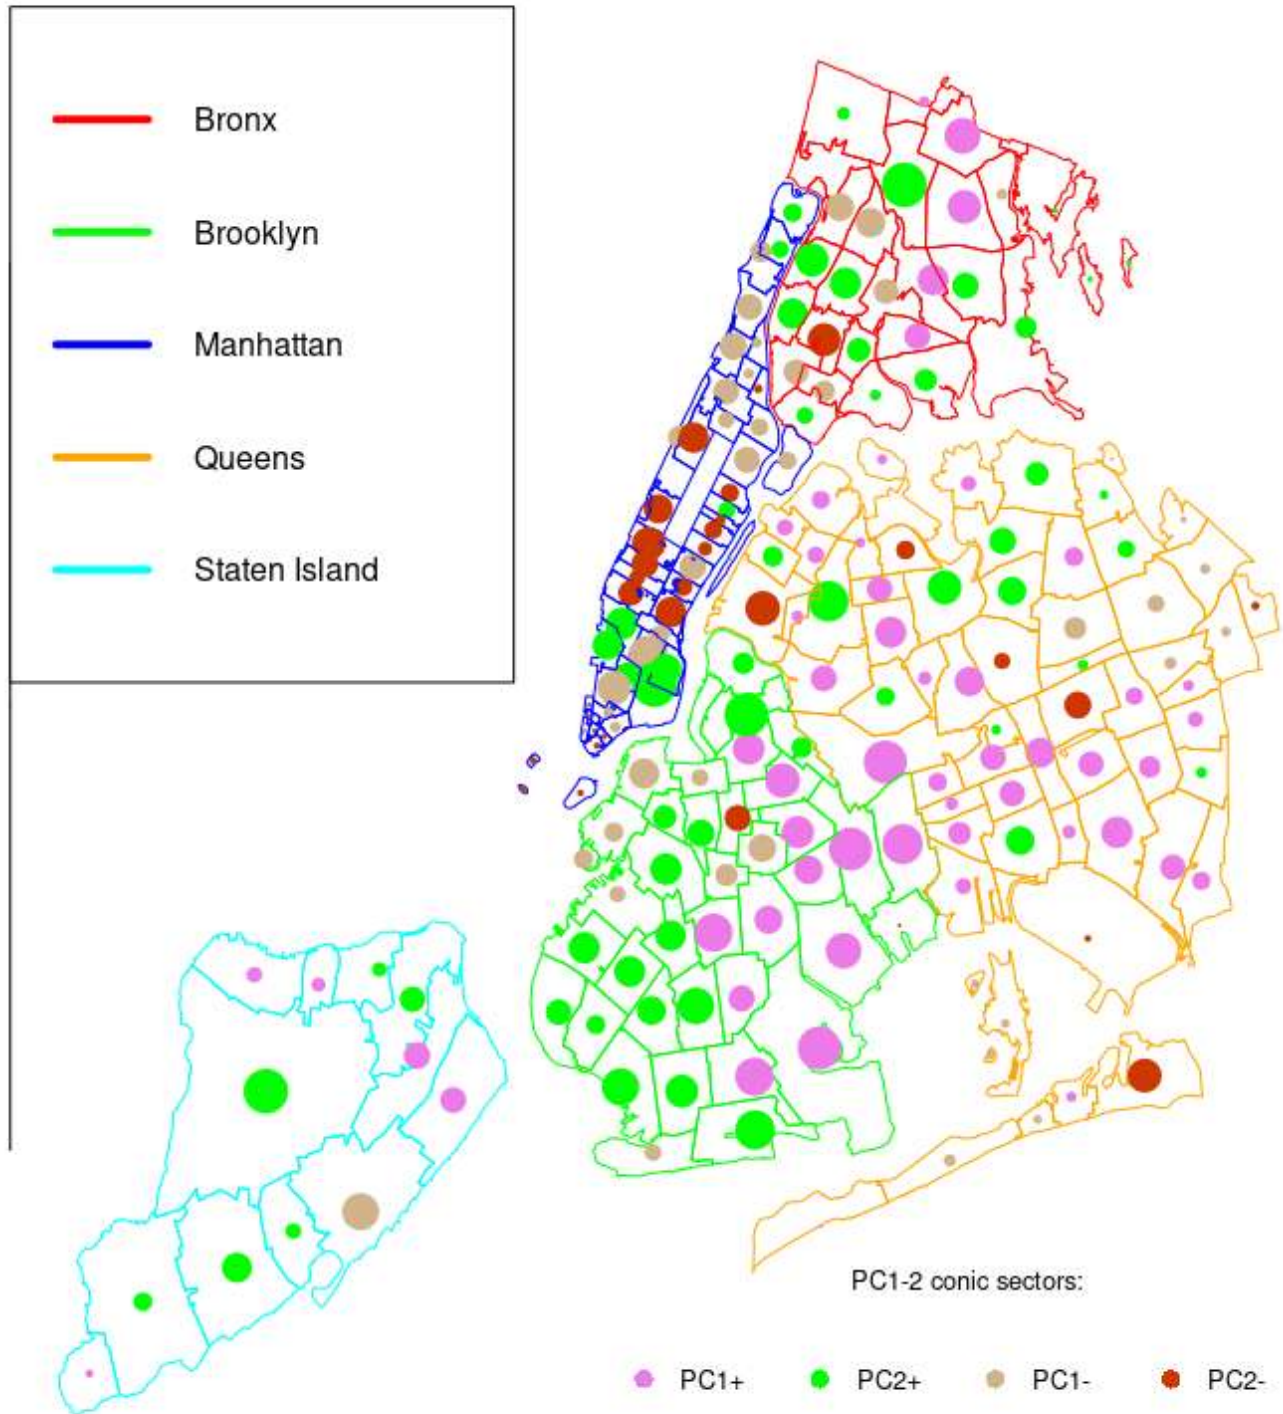 Bronx
Brooklyn
Manhattan
Queens
Staten Island
PC1-2 conic sectors:
PC1+ PC2+ PC1- PC2-